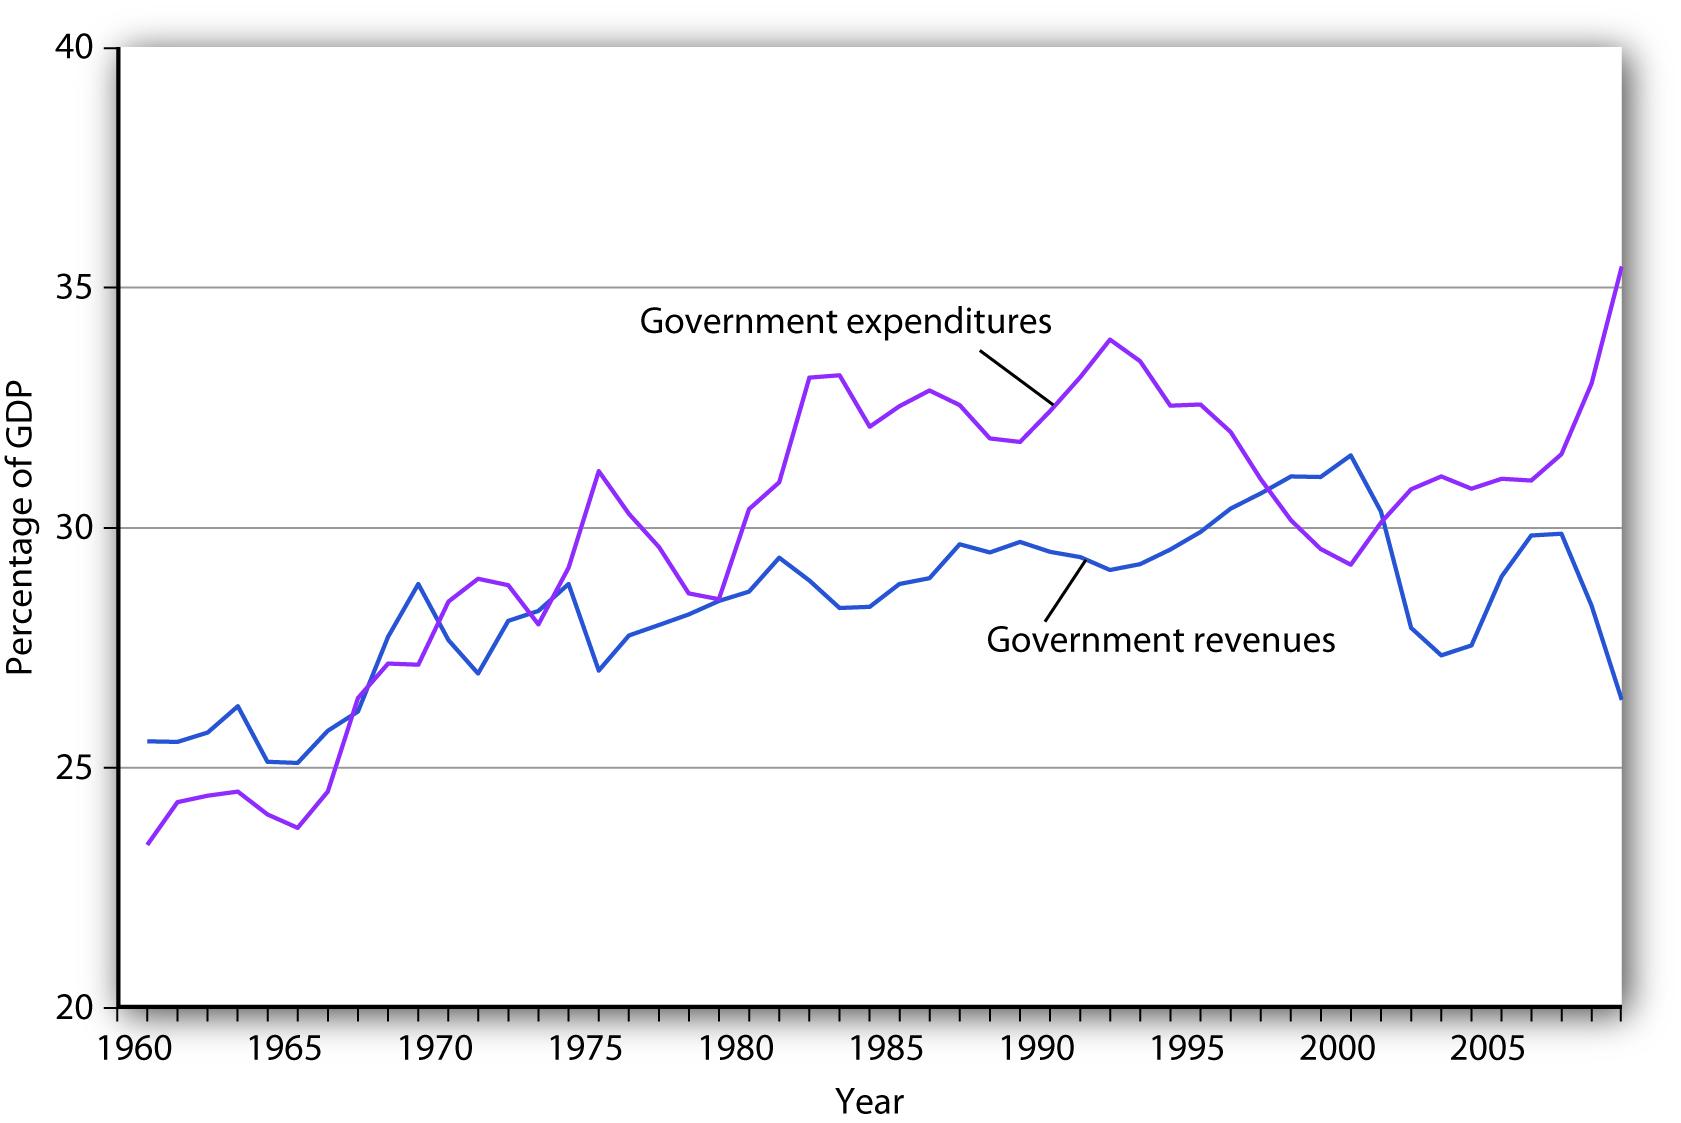 40
35
30
25
20
Percentage of GDP
Government expenditures
Government revenues
1960 1965 1970 1975 1980 1985 1990 1995 2000 2005
Year